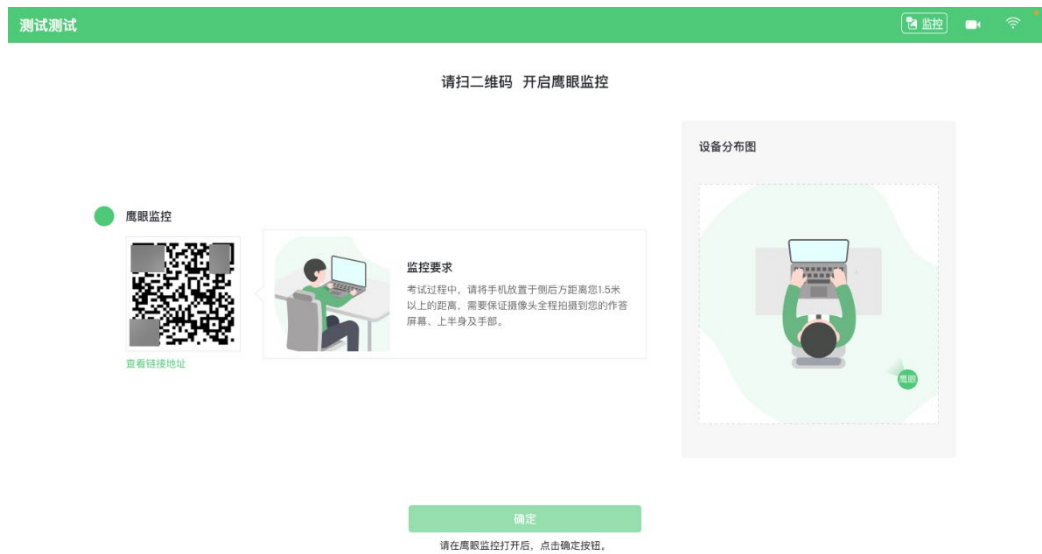 测试测试
监控
请扫二维码 开启鹰眼监控
设备分布图
鹰眼监控
监控要求
考试过程中，请将手机放置于侧后方距离您1.5米
以上的距离，需要保证摄像头全程拍摄到您的作答
屏幕、上半身及手部。
查看链接地址
鹰眼
确定
请在鹰眼监控打开后，点击确定按钮。